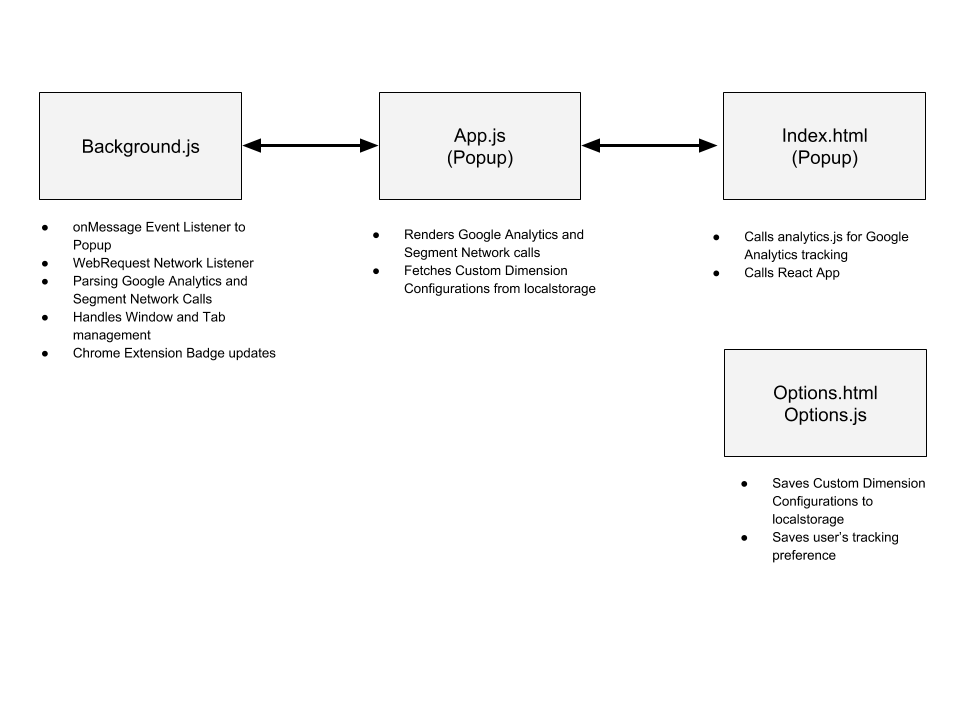 Background.js
● onMessage Event Listener to
Popup
● WebRequest Network Listener
● Parsing Google Analytics and
Segment Network Calls
● Handles Window and Tab
management
● Chrome Extension Badge updates
App.js
(Popup)
● Renders Google Analytics and
Segment Network calls
● Fetches Custom Dimension
Configurations from localstorage
Index.html
(Popup)
● Calls analytics.js for Google
Analytics tracking
● Calls React App
Options.html
Options.js
● Saves Custom Dimension
Configurations to
localstorage
● Saves user’s tracking
preference